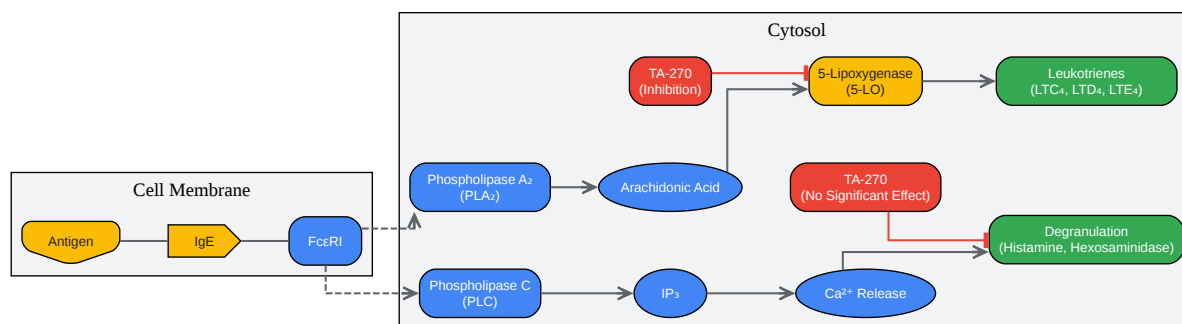 Cytosol
TA-270
(Inhibition)
5-Lipoxygenase
(5-LO)
Leukotrienes
(LTC₄, LTD₄, LTE₄)
Phospholipase A₂
(PLA₂)
Arachidonic Acid
TA-270
(No Significant Effect)
Cell Membrane
Antigen
IgE
FcεRI
Degranulation
(Histamine, Hexosaminidase)
Phospholipase C
(PLC)
IP₃
Ca²⁺ Release